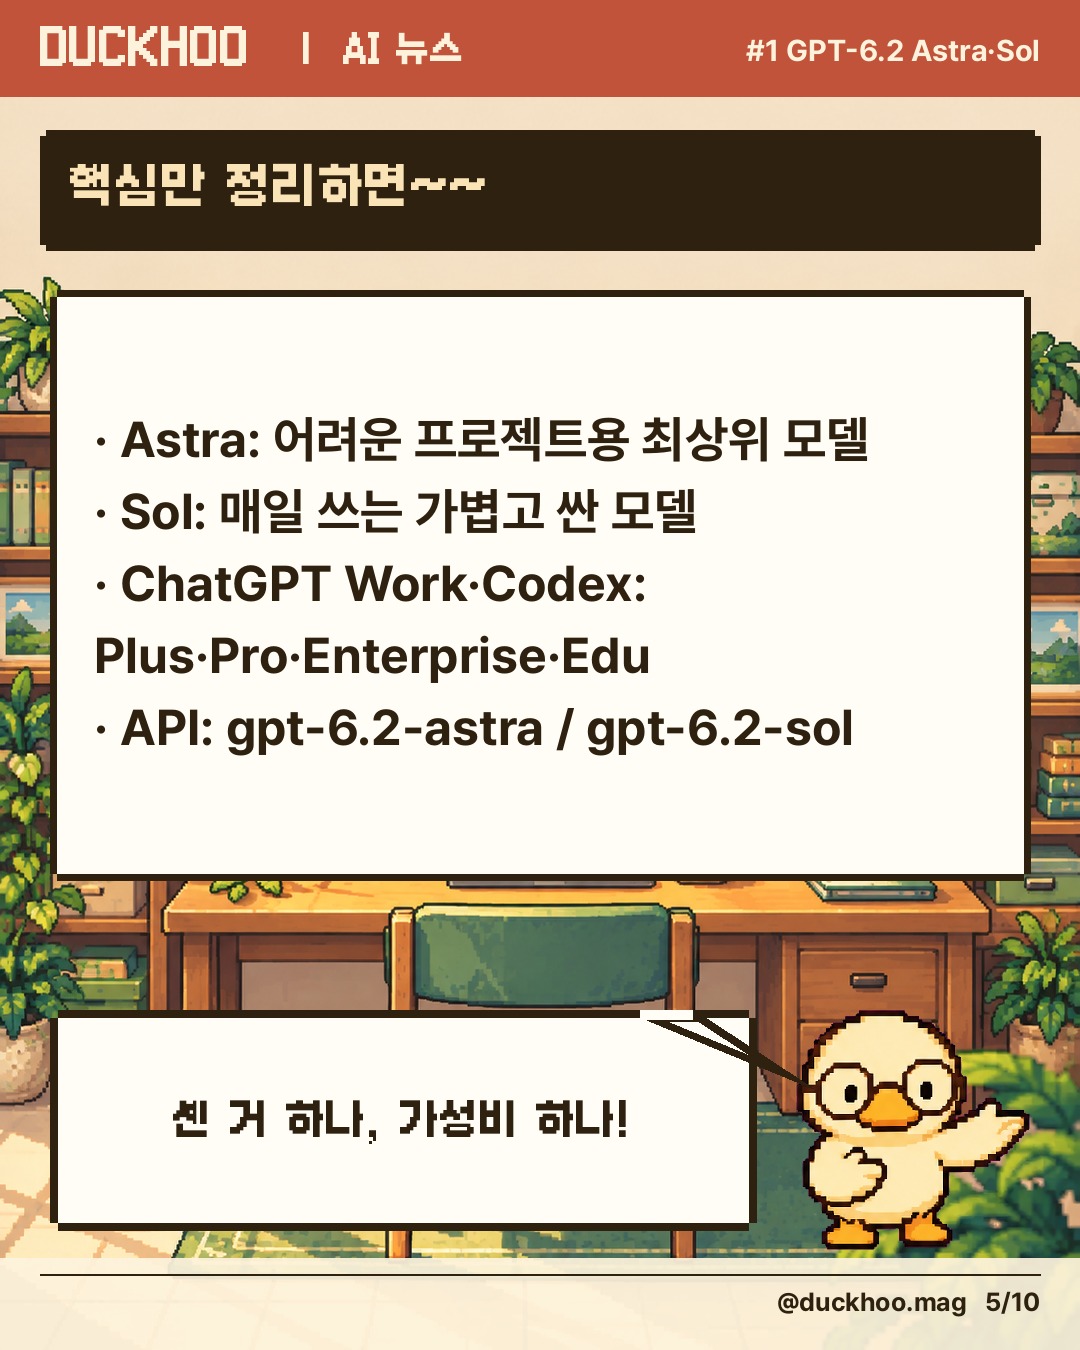 DUCKHOO | AI 뉴스
#1 GPT-6.2 Astra·Sol
핵심만 정리하면~~
· Astra: 어려운 프로젝트용 최상위 모델
· Sol: 매일 쓰는 가볍고 싼 모델
· ChatGPT Work·Codex:
Plus·Pro·Enterprise·Edu
· API: gpt-6.2-astra / gpt-6.2-sol
센 거 하나, 가성비 하나!
@duckhoo.mag 5/10